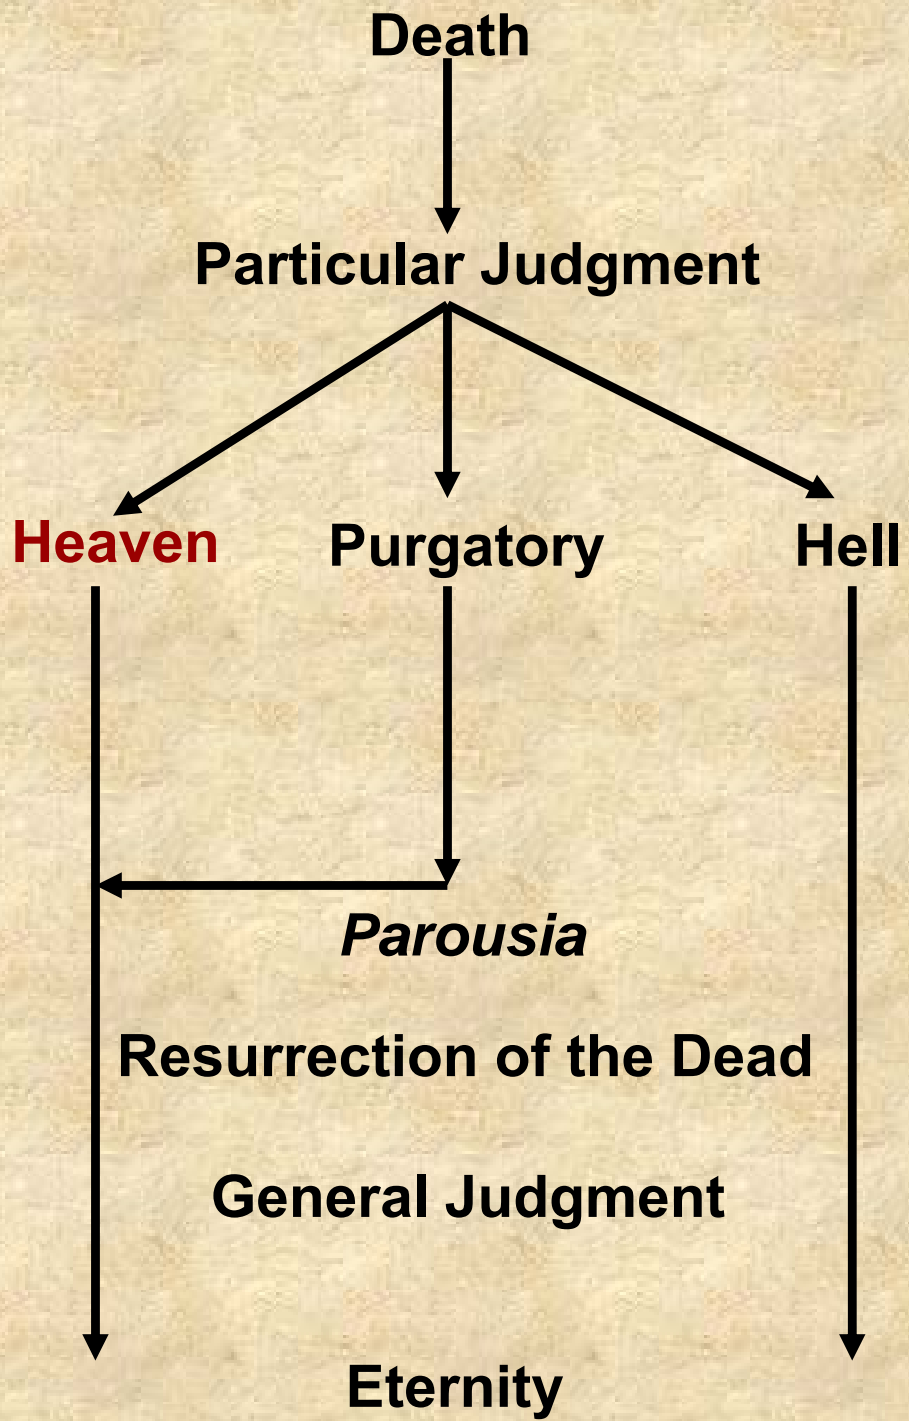 Death
Particular Judgment
Heaven Purgatory Hell
Parousia
Resurrection of the Dead
General Judgment
Eternity